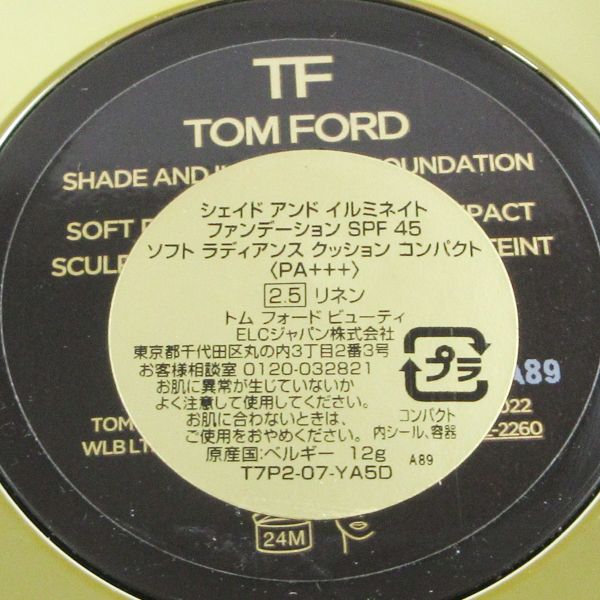 TF
TOM FORD
SHADE AND
SOFT
SCULP
シェイド アンド イルミネイト
ファンデーション SPF 45
ソフト ラディアンス クッション コンパクト
〈PA+++〉
2.5 リネン
トム フォード ビューティ
ELCジャパン株式会社
東京都千代田区丸の内3丁目2番3号
お客様相談室 0120-032821
お肌に異常が生じていないか
よく注意して使用してください。
お肌に合わないときは、
ご使用をおやめください。
原産国:ベルギー 12g
T7P2-07-YA5D
プラ
コンパクト
内シール、容器
A89
A89
TOM
WLB LT
-2260
24M